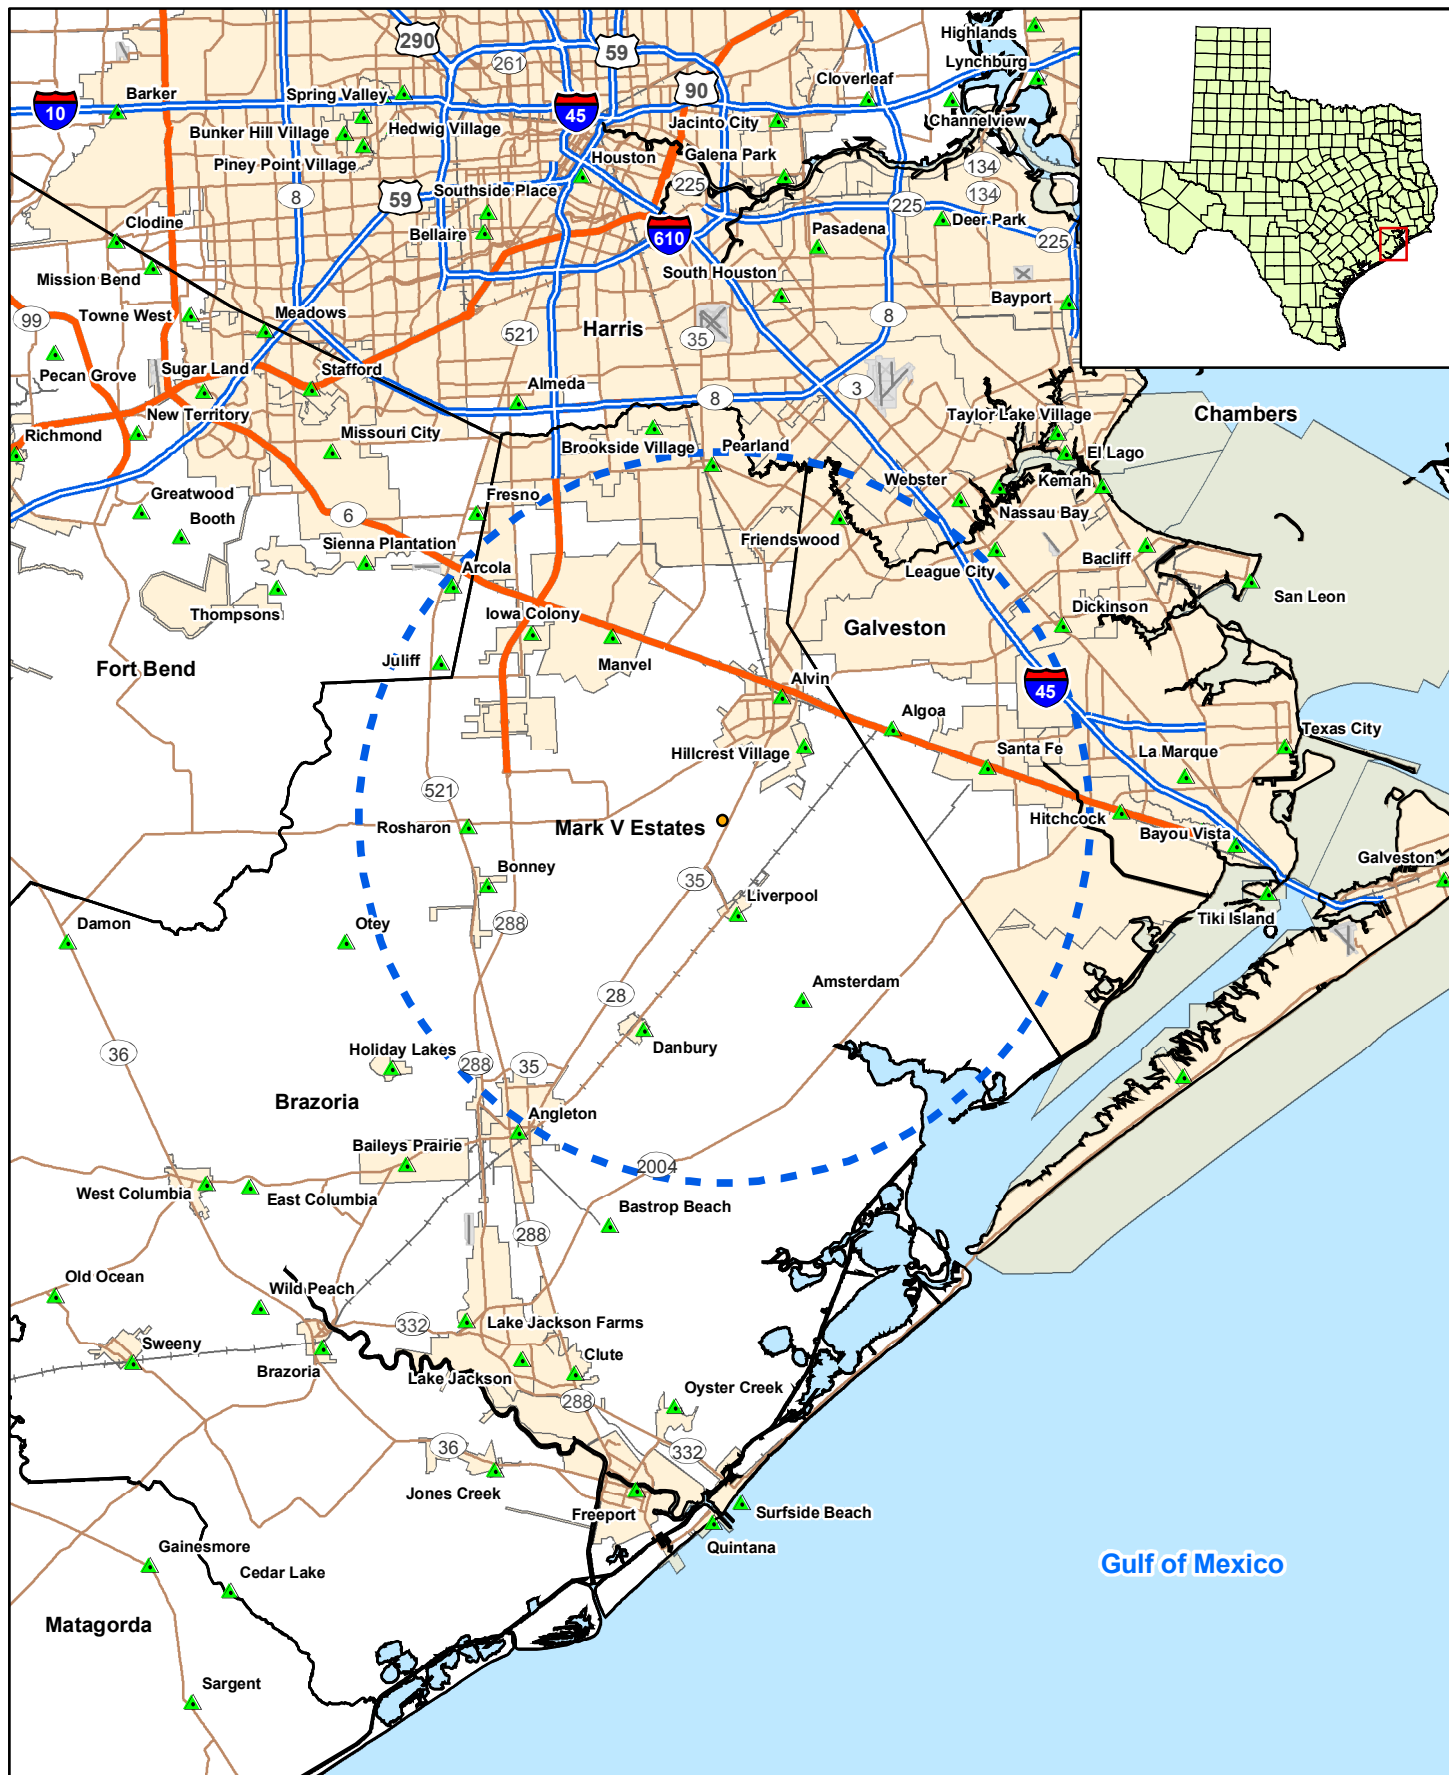 290
59
261
90
Highlands
Lynchburg
Cloverleaf
Barker
Spring Valley
10
45
Jacinto City
Channelview
Bunker Hill Village
Hedwig Village
Piney Point Village
Houston
Galena Park
134
8
59
Southside Place
225
134
225
Deer Park
Clodine
Bellaire
610
Pasadena
225
Mission Bend
South Houston
Bayport
Towne West
Meadows
99
521
Harris
35
8
Pecan Grove
Sugar Land
Stafford
Almeda
8
3
New Territory
Taylor Lake Village
Chambers
Richmond
Missouri City
Brookside Village
Pearland
El Lago
Greatwood
Fresno
Webster
Kemah
Booth
6
Nassau Bay
Friendswood
Sienna Plantation
Arcola
League City
Bacliff
San Leon
Thompsons
Iowa Colony
Dickinson
Galveston
Fort Bend
Juliff
Manvel
Alvin
45
Algoa
Hillcrest Village
Santa Fe
La Marque
Texas City
521
Rosharon
Mark V Estates
Hitchcock
Bayou Vista
Galveston
Bonney
35
Liverpool
Damon
Otey
288
Tiki Island
Amsterdam
28
36
Holiday Lakes
288
35
Danbury
Brazoria
Angleton
Baileys Prairie
2004
West Columbia
East Columbia
Bastrop Beach
288
Old Ocean
Wild Peach
332
Lake Jackson Farms
Sweeny
Brazoria
Clute
Lake Jackson
Oyster Creek
288
36
332
Jones Creek
Freeport
Surfside Beach
Quintana
Gainesmore
Cedar Lake
Gulf of Mexico
Matagorda
Sargent